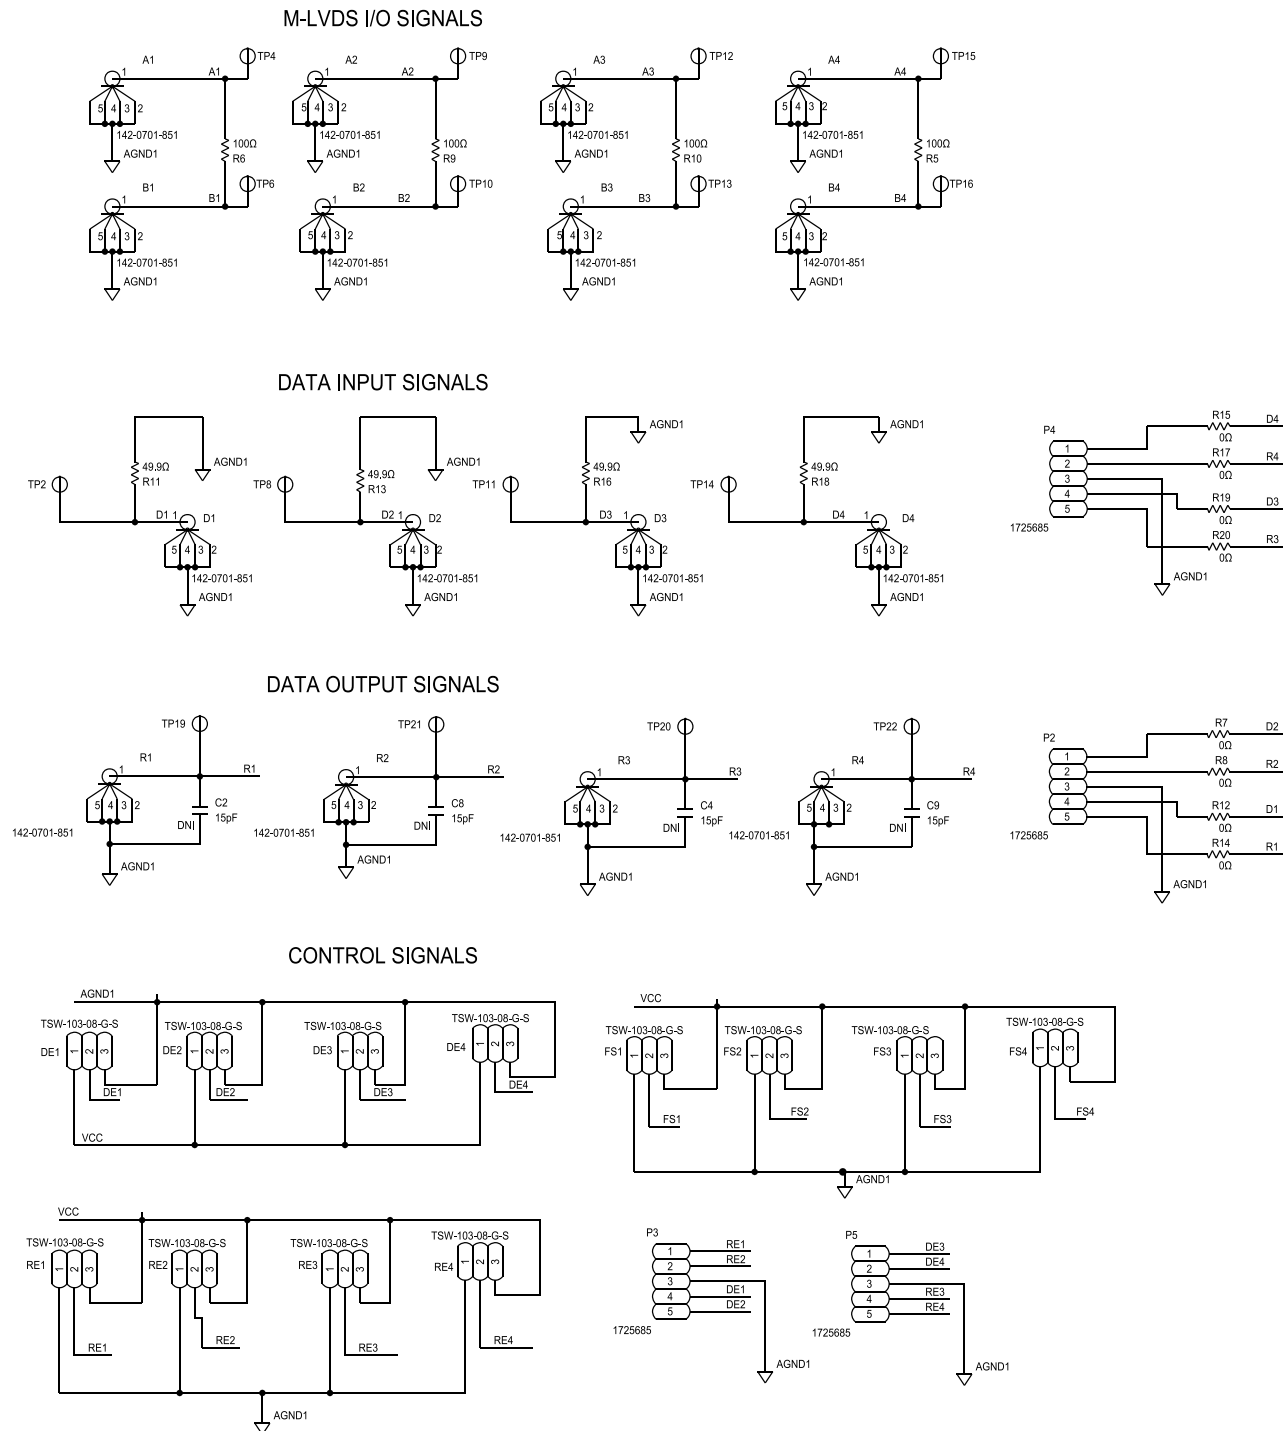 M-LVDS I/O SIGNALS
A1 A1 TP4 A2 A2 TP9 A3 A3 TP12 A4 A4 TP15
1 1 1 1
5 4 3 2 5 4 3 2 5 4 3 2 5 4 3 2
142-0701-851 100Ω 142-0701-851 100Ω 142-0701-851 100Ω 142-0701-851 100Ω
AGND1 R6 AGND1 R9 AGND1 R10 AGND1 R5
B1 B1 TP6 B2 B2 TP10 B3 B3 TP13 B4 B4 TP16
1 1 1 1
5 4 3 2 5 4 3 2 5 4 3 2 5 4 3 2
142-0701-851 142-0701-851 142-0701-851 142-0701-851
AGND1 AGND1 AGND1 AGND1
DATA INPUT SIGNALS
AGND1 AGND1 AGND1 AGND1
TP2 49.9Ω TP8 49.9Ω TP11 49.9Ω TP14 49.9Ω
R11 R13 R16 R18
D1 1 D1 D2 1 D2 D3 1 D3 D4 1 D4
5 4 3 2 5 4 3 2 5 4 3 2 5 4 3 2
142-0701-851 142-0701-851 142-0701-851 142-0701-851
AGND1 AGND1 AGND1 AGND1
P4
1
2
3
4
5
1725685
R15 D4
0Ω
R17 R4
0Ω
R19 D3
0Ω
R20 R3
0Ω
AGND1
DATA OUTPUT SIGNALS
TP19 TP21 TP20 TP22
R1 1 R1 R2 1 R2 R3 1 R3 R4 1 R4
5 4 3 2 5 4 3 2 5 4 3 2 5 4 3 2
C2 C8 C4 C9
15pF 15pF 15pF 15pF
DNI DNI DNI DNI
142-0701-851 142-0701-851 142-0701-851 142-0701-851
AGND1 AGND1 AGND1 AGND1
P2
1
2
3
4
5
1725685
R7 D2
0Ω
R8 R2
0Ω
R12 D1
0Ω
R14 R1
0Ω
AGND1
CONTROL SIGNALS
AGND1
TSW-103-08-G-S TSW-103-08-G-S TSW-103-08-G-S TSW-103-08-G-S
DE1 1 2 3 DE2 1 2 3 DE3 1 2 3 DE4 1 2 3
DE1 DE2 DE3 DE4
VCC
VCC
TSW-103-08-G-S TSW-103-08-G-S TSW-103-08-G-S TSW-103-08-G-S
FS1 1 2 3 FS2 1 2 3 FS3 1 2 3 FS4 1 2 3
FS1 FS2 FS3 FS4
AGND1
VCC
TSW-103-08-G-S TSW-103-08-G-S TSW-103-08-G-S TSW-103-08-G-S
RE1 1 2 3 RE2 1 2 3 RE3 1 2 3 RE4 1 2 3
RE1 RE2 RE3 RE4
AGND1
P3
1 RE1
2 RE2
3
4 DE1
5 DE2
1725685
AGND1
P5
1 DE3
2 DE4
3
4 RE3
5 RE4
1725685
AGND1